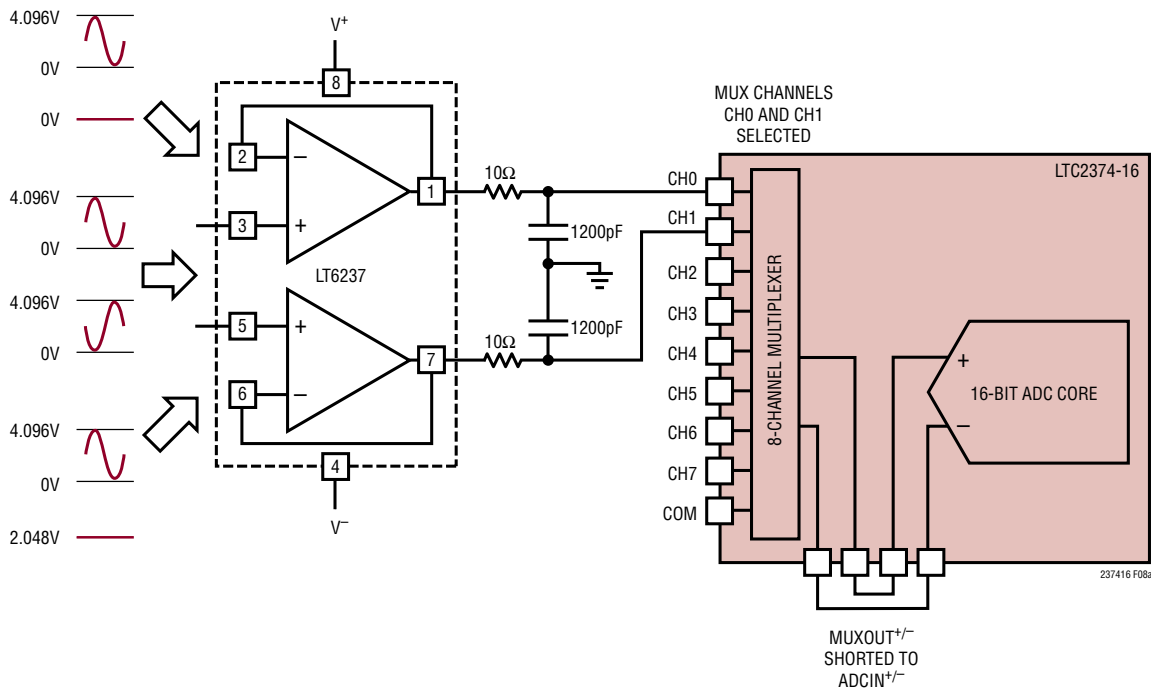 4.096V
0V
0V
4.096V
0V
4.096V
0V
4.096V
0V
2.048V
V+
8
2
−
1
3
+
LT6237
5
+
7
6
−
4
V−
10Ω
1200pF
1200pF
10Ω
MUX CHANNELS
CH0 AND CH1
SELECTED
LTC2374-16
CH0
CH1
CH2
CH3
CH4
CH5
CH6
CH7
COM
8-CHANNEL MULTIPLEXER
+
16-BIT ADC CORE
−
237416 F08a
MUXOUT+/−
SHORTED TO
ADCIN+/−